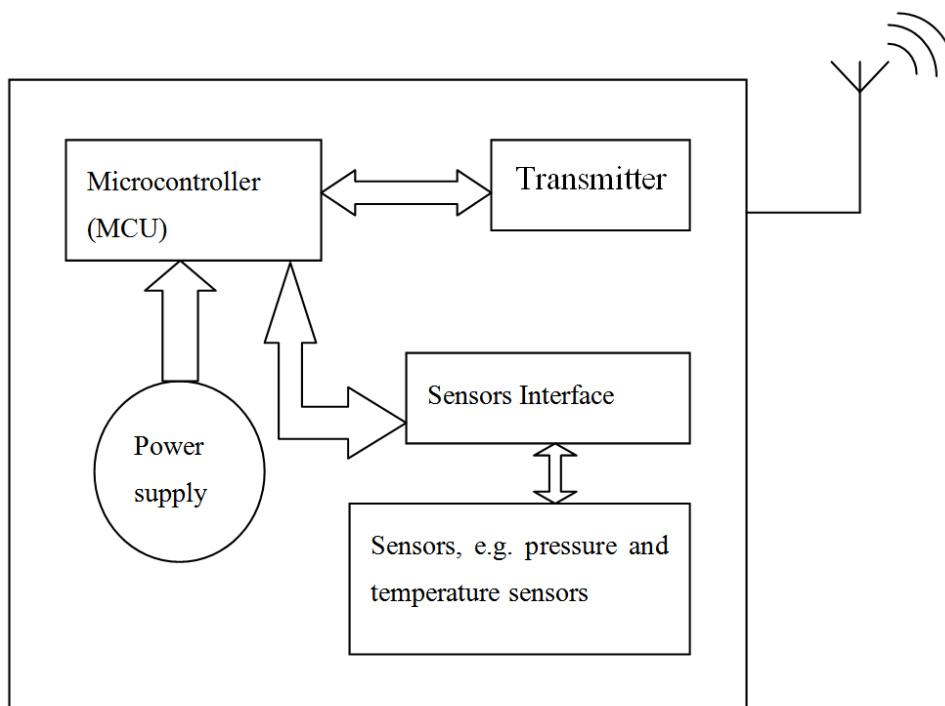 Microcontroller
(MCU)
Transmitter
Sensors Interface
Power
supply
Sensors, e.g. pressure and
temperature sensors